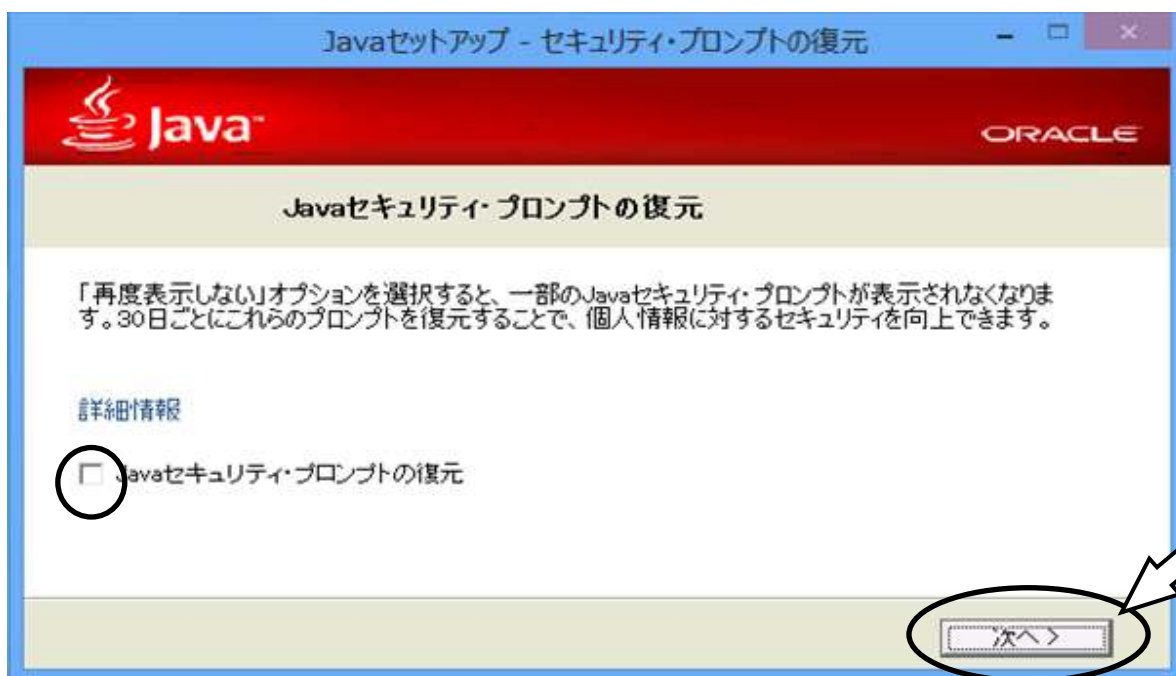 Javaセットアップ - セキュリティ・プロンプトの復元
Java™
ORACLE
Javaセキュリティ・プロンプトの復元
「再度表示しない」オプションを選択すると、一部のJavaセキュリティ・プロンプトが表示されなくなりま
す。30日ごとにこれらのプロンプトを復元することで、個人情報に対するセキュリティを向上できます。
詳細情報
Javaセキュリティ・プロンプトの復元
次へ >